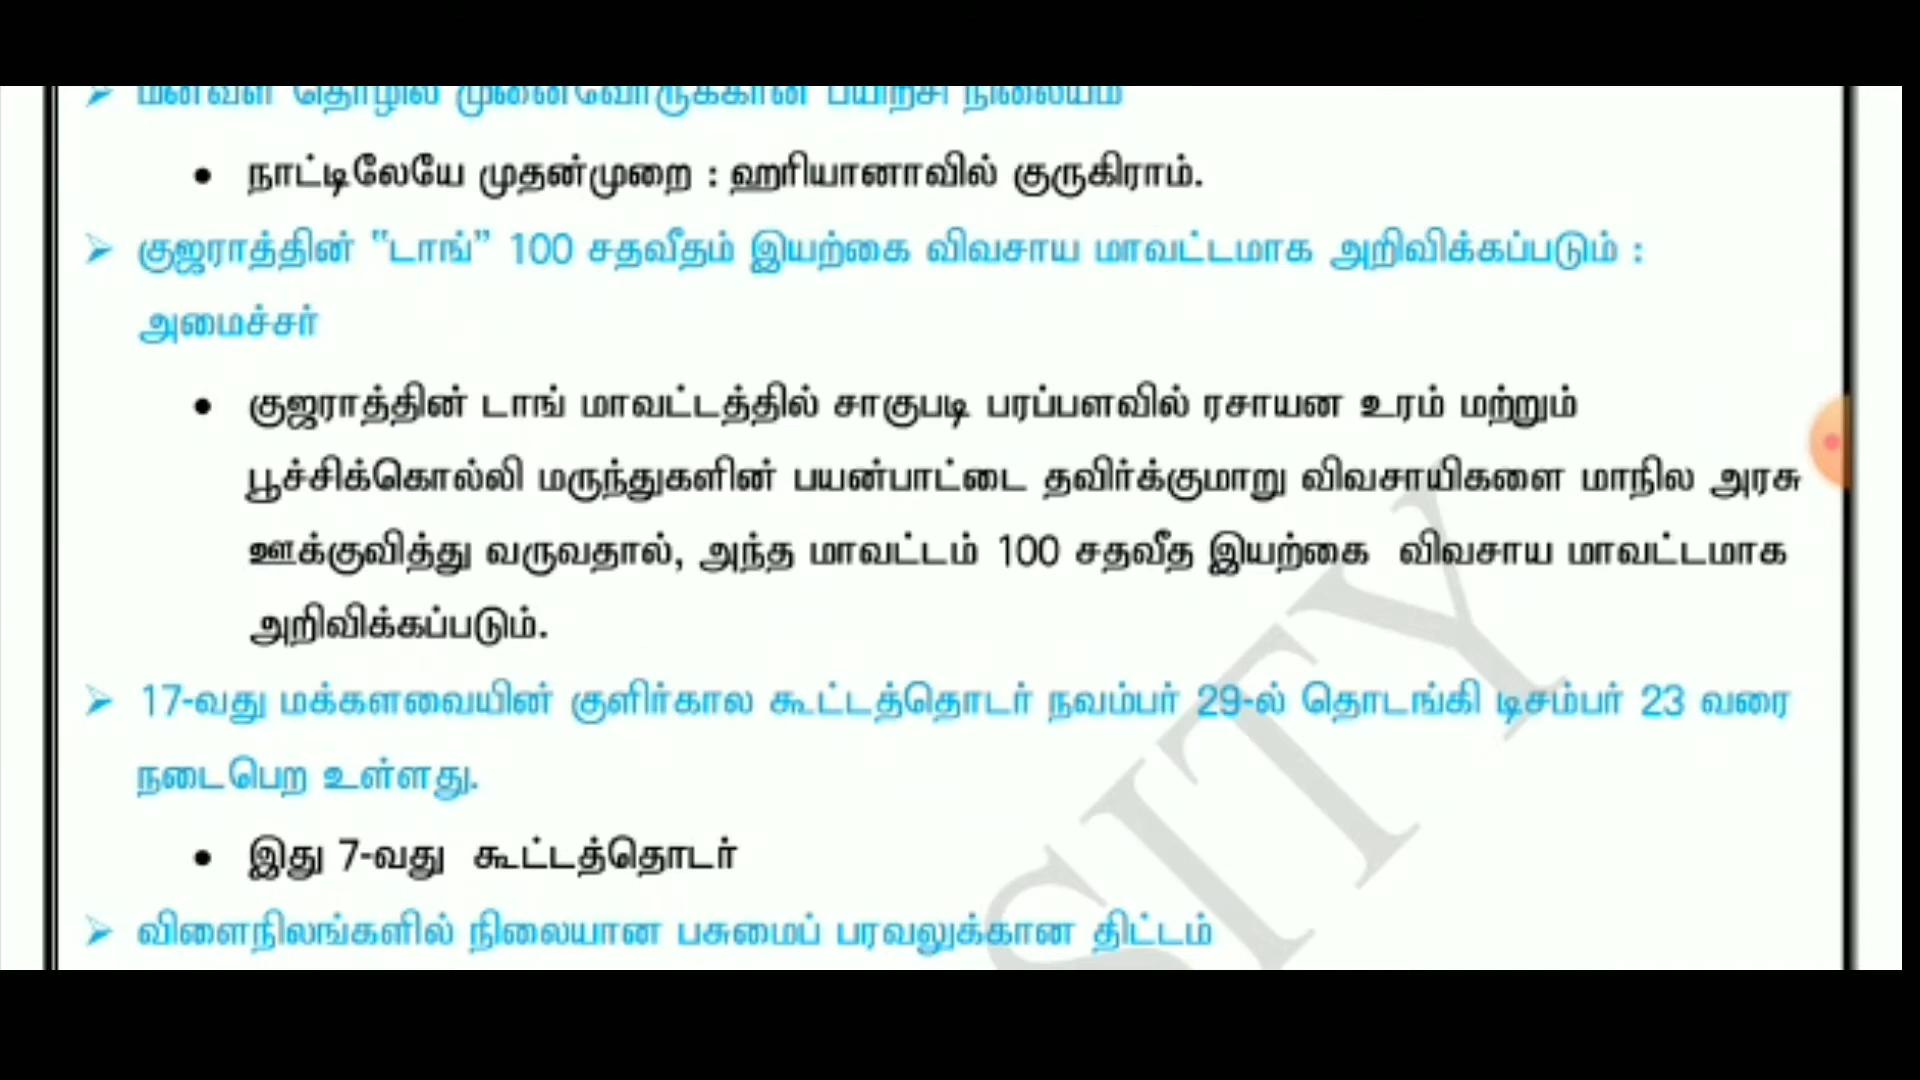 தொழில் முனைவோருக்கான பயிற்சி நிலையம்
நாட்டிலேயே முதன்முறை : ஹரியானாவில் குருகிராம்.
குஜராத்தின் “டாங்” 100 சதவீதம் இயற்கை விவசாய மாவட்டமாக அறிவிக்கப்படும் :
அமைச்சர்
குஜராத்தின் டாங் மாவட்டத்தில் சாகுபடி பரப்பளவில் ரசாயன உரம் மற்றும்
பூச்சிக்கொல்லி மருந்துகளின் பயன்பாட்டை தவிர்க்குமாறு விவசாயிகளை மாநில அரசு
ஊக்குவித்து வருவதால், அந்த மாவட்டம் 100 சதவீத இயற்கை விவசாய மாவட்டமாக
அறிவிக்கப்படும்.
17-வது மக்களவையின் குளிர்கால கூட்டத்தொடர் நவம்பர் 29-ல் தொடங்கி டிசம்பர் 23 வரை
நடைபெற உள்ளது.
இது 7-வது கூட்டத்தொடர்
விளைநிலங்களில் நிலையான பசுமைப் பரவலுக்கான திட்டம்
SITY